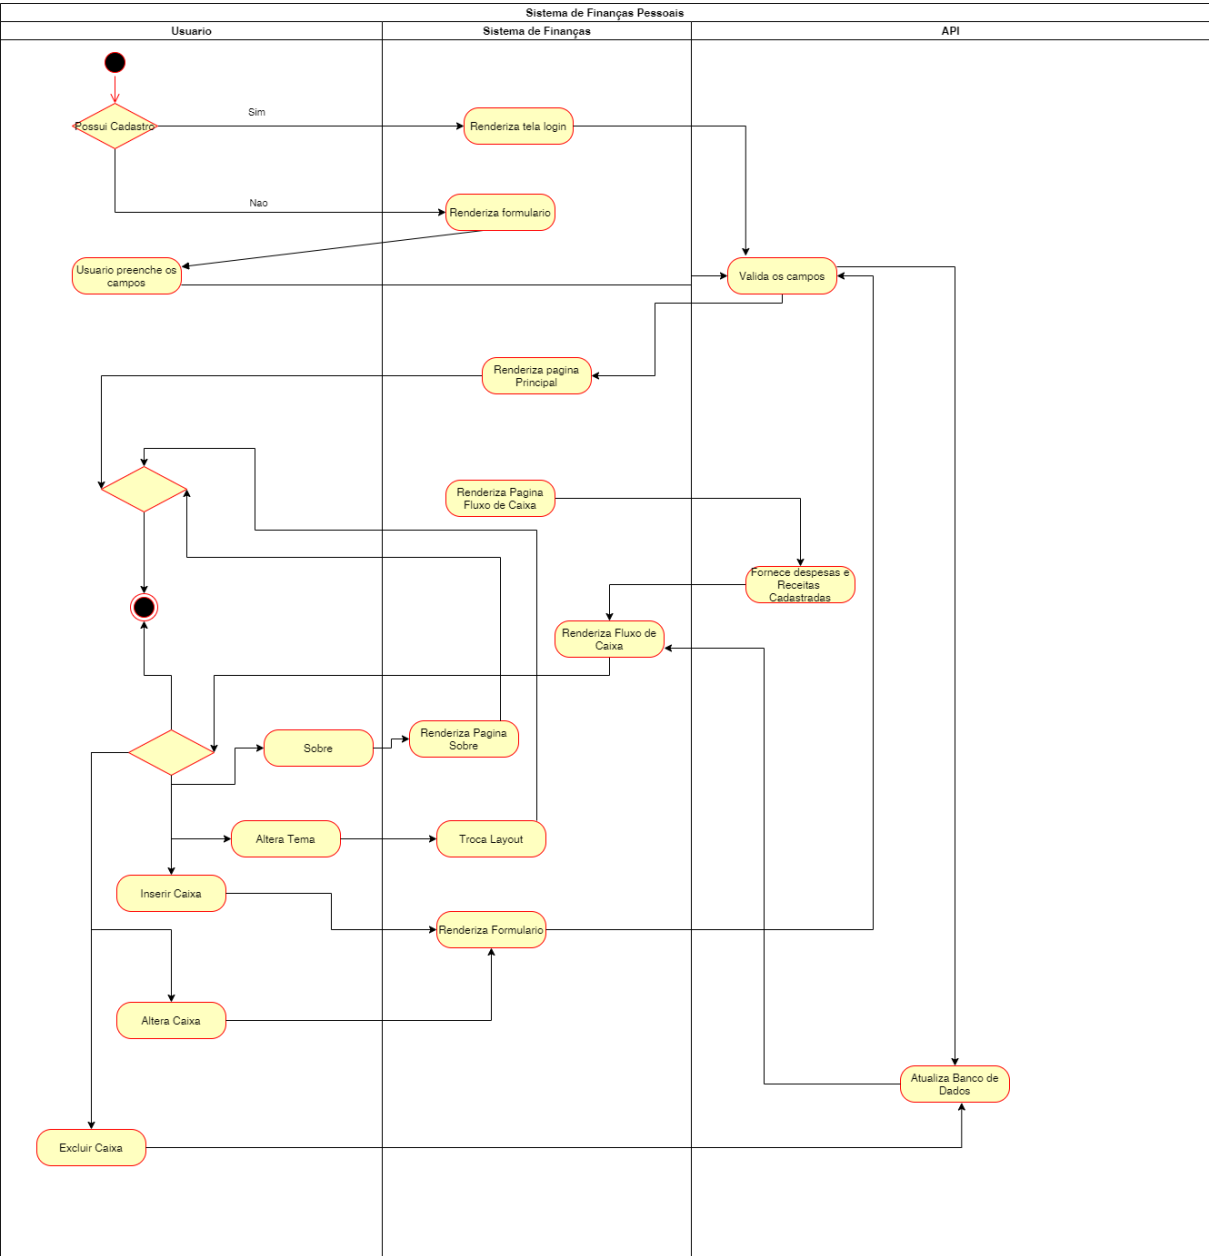 Sistema de Finanças Pessoais
Usuario
Sistema de Finanças
API
Sim
Possui Cadastro
Renderiza tela login
Nao
Renderiza formulario
Usuario preenche os
campos
Valida os campos
Renderiza pagina
Principal
Renderiza Pagina
Fluxo de Caixa
Fornece despesas e
Receitas
Cadastradas
Renderiza Fluxo de
Caixa
Sobre
Renderiza Pagina
Sobre
Altera Tema
Troca Layout
Inserir Caixa
Renderiza Formulario
Altera Caixa
Atualiza Banco de
Dados
Excluir Caixa